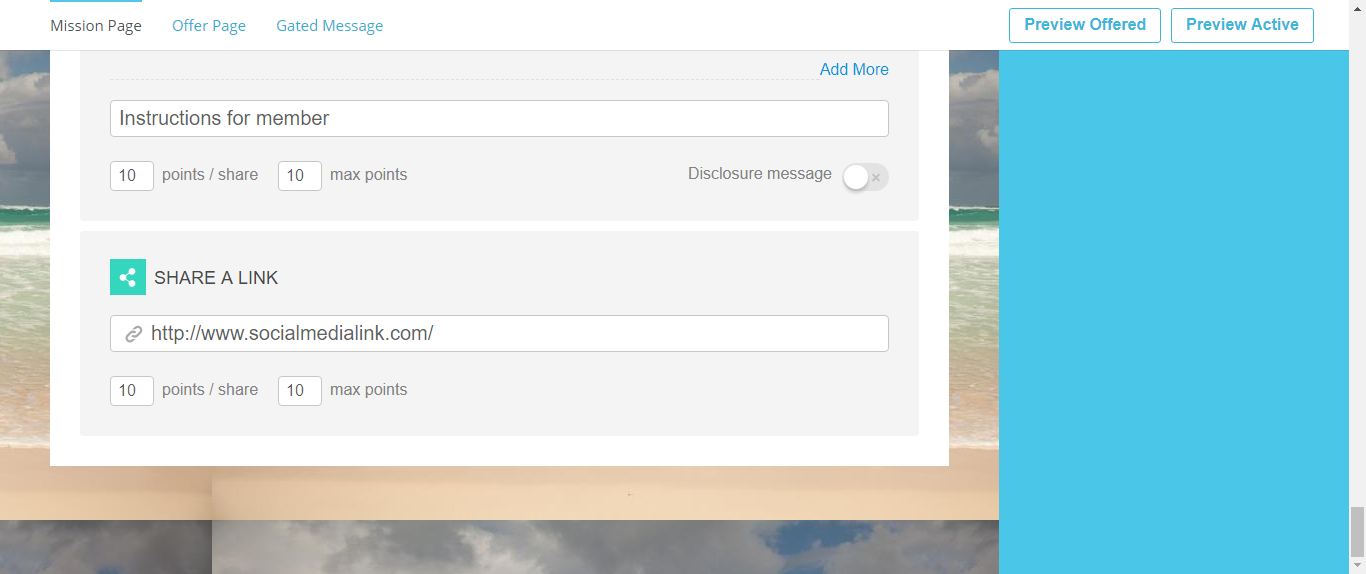 Mission Page Offer Page Gated Message Preview Offered Preview Active
Add More
Instructions for member
10 points / share 10 max points Disclosure message
SHARE A LINK
http://www.socialmedialink.com/
10 points / share 10 max points